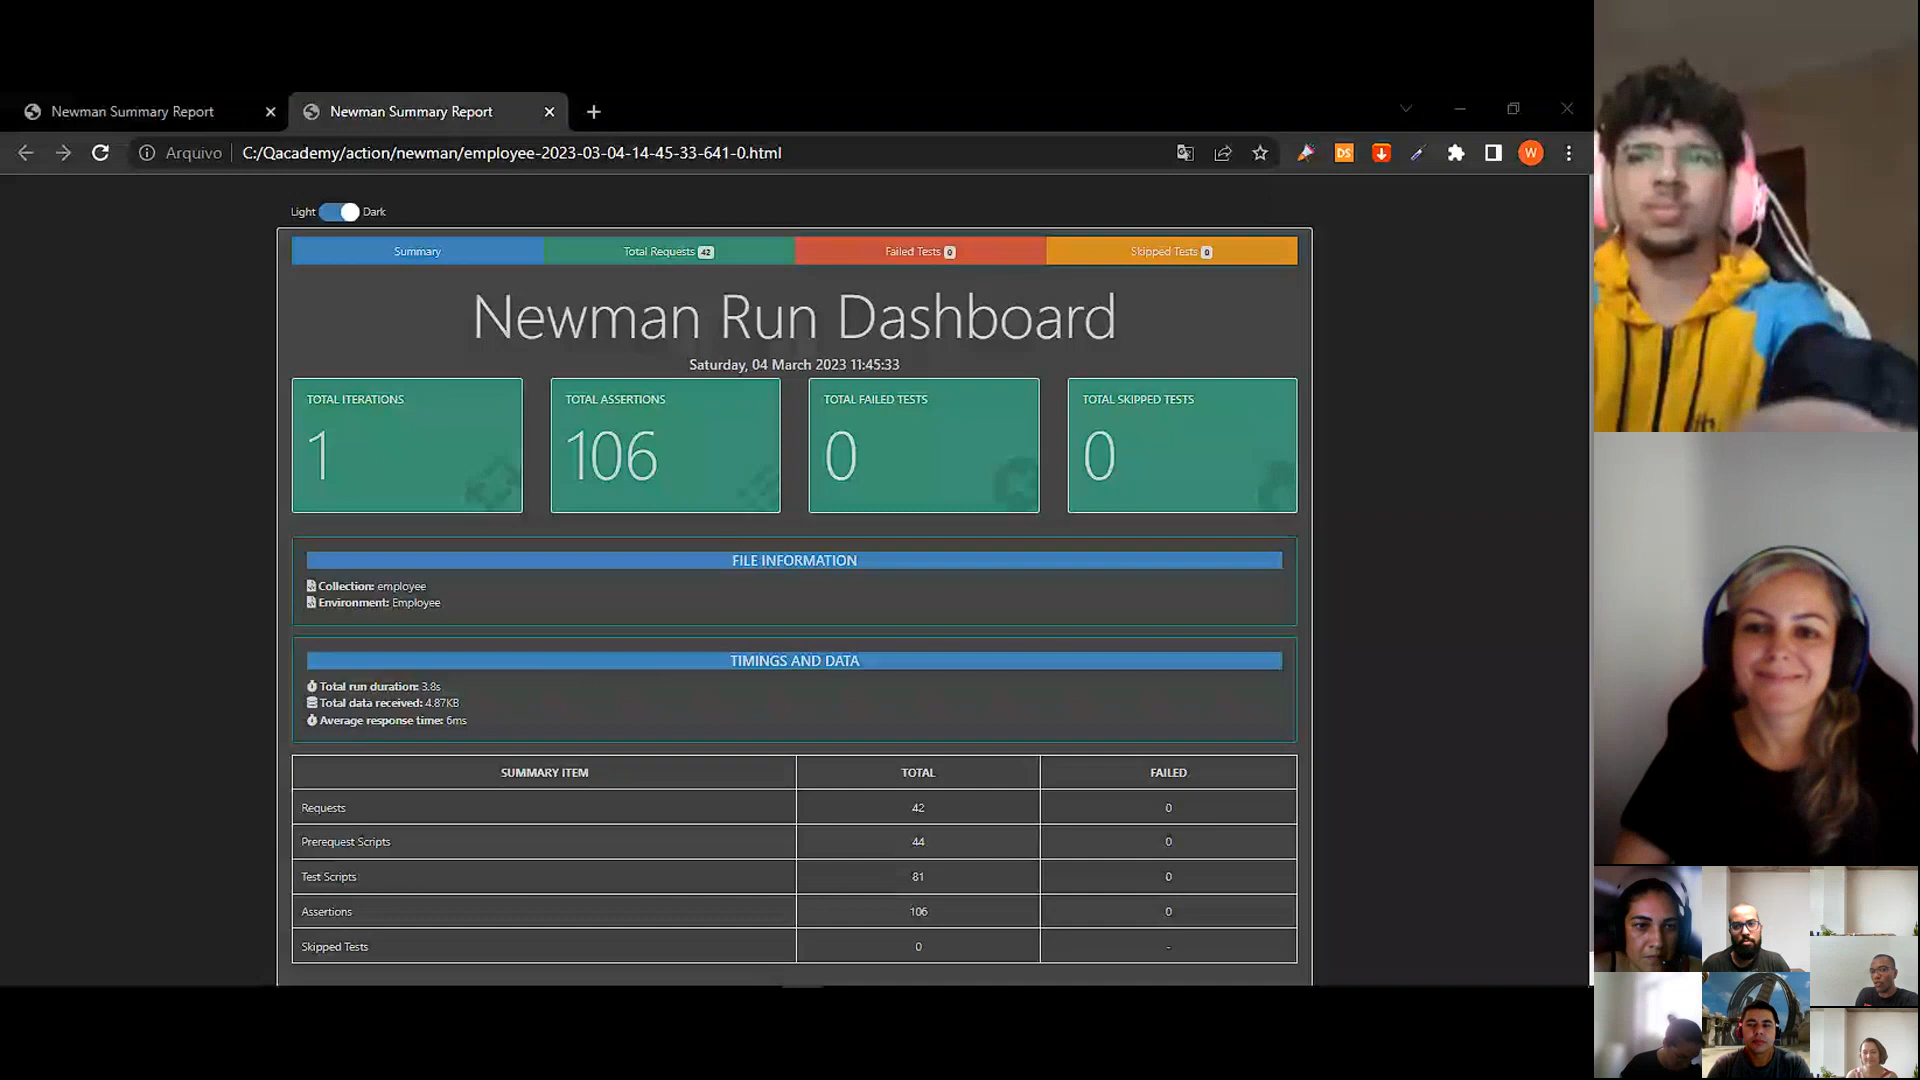 Newman Summary Report
Newman Summary Report
Arquivo
C:/Qacademy/action/newman/employee-2023-03-04-14-45-33-641-0.html
DS
W
Light Dark
Summary
Total Requests 42
Failed Tests 0
Skipped Tests 0
Newman Run Dashboard
Saturday, 04 March 2023 11:45:33
TOTAL ITERATIONS
1
TOTAL ASSERTIONS
106
TOTAL FAILED TESTS
0
TOTAL SKIPPED TESTS
0
FILE INFORMATION
Collection: employee
Environment: Employee
TIMINGS AND DATA
Total run duration: 3.8s
Total data received: 4.87KB
Average response time: 6ms
SUMMARY ITEM TOTAL FAILED
Requests 42 0
Prerequest Scripts 44 0
Test Scripts 81 0
Assertions 106 0
Skipped Tests 0 -